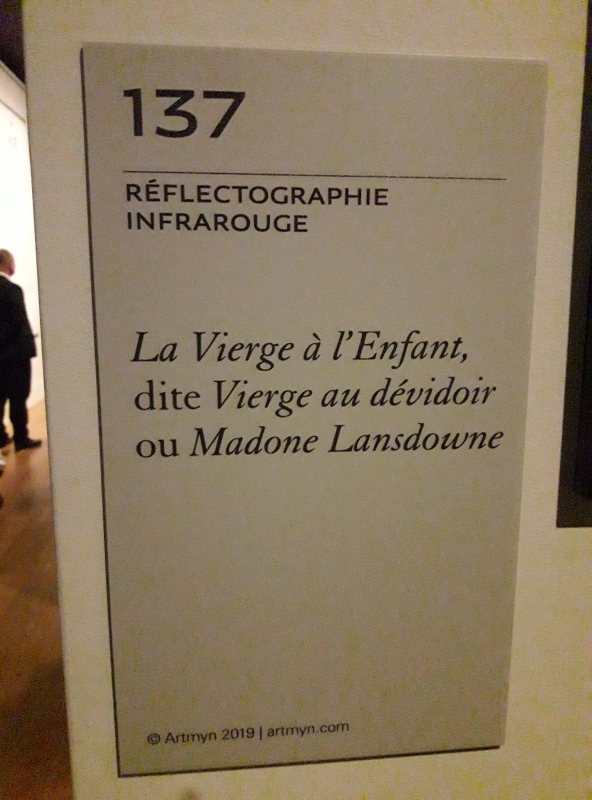 137
RÉFLECTOGRAPHIE
INFRAROUGE
La Vierge à l'Enfant,
dite Vierge au dévidoir
ou Madone Lansdowne
© Artmyn 2019 | artmyn.com